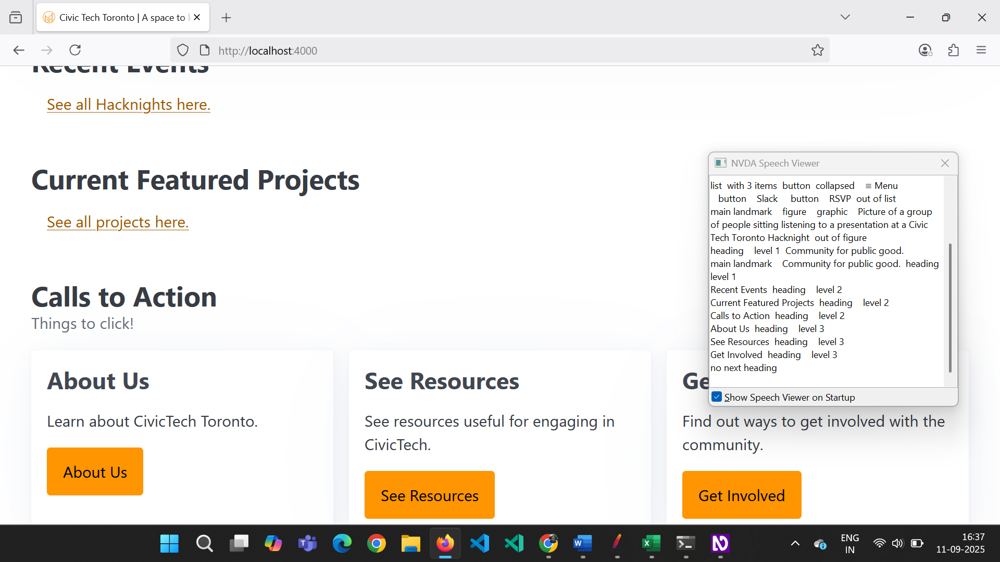 Civic Tech Toronto | A space to
http://localhost:4000
Recent Events
See all Hacknights here.
Current Featured Projects
See all projects here.
Calls to Action
Things to click!
About Us
Learn about CivicTech Toronto.
About Us
See Resources
See resources useful for engaging in
CivicTech.
See Resources
Ge
Find out ways to get involved with the
community.
Get Involved
NVDA Speech Viewer
list with 3 items button collapsed ≡ Menu
button Slack button RSVP out of list
main landmark figure graphic Picture of a group
of people sitting listening to a presentation at a Civic
Tech Toronto Hacknight out of figure
heading level 1 Community for public good.
main landmark Community for public good. heading
level 1
Recent Events heading level 2
Current Featured Projects heading level 2
Calls to Action heading level 2
About Us heading level 3
See Resources heading level 3
Get Involved heading level 3
no next heading
Show Speech Viewer on Startup
ENG
IN
16:37
11-09-2025